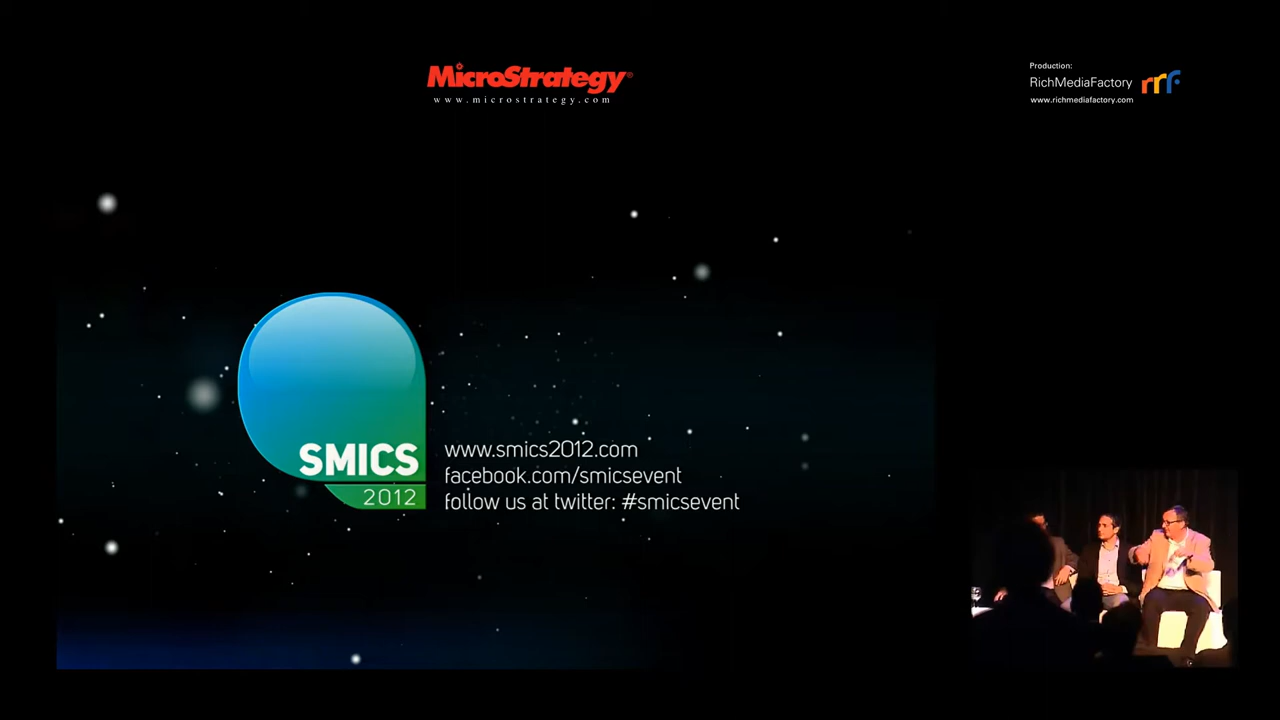 MicroStrategy®
www.microstrategy.com
Production:
RichMediaFactory rrf
www.richmediafactory.com
SMICS
2012
www.smics2012.com
facebook.com/smicsevent
follow us at twitter: #smicsevent